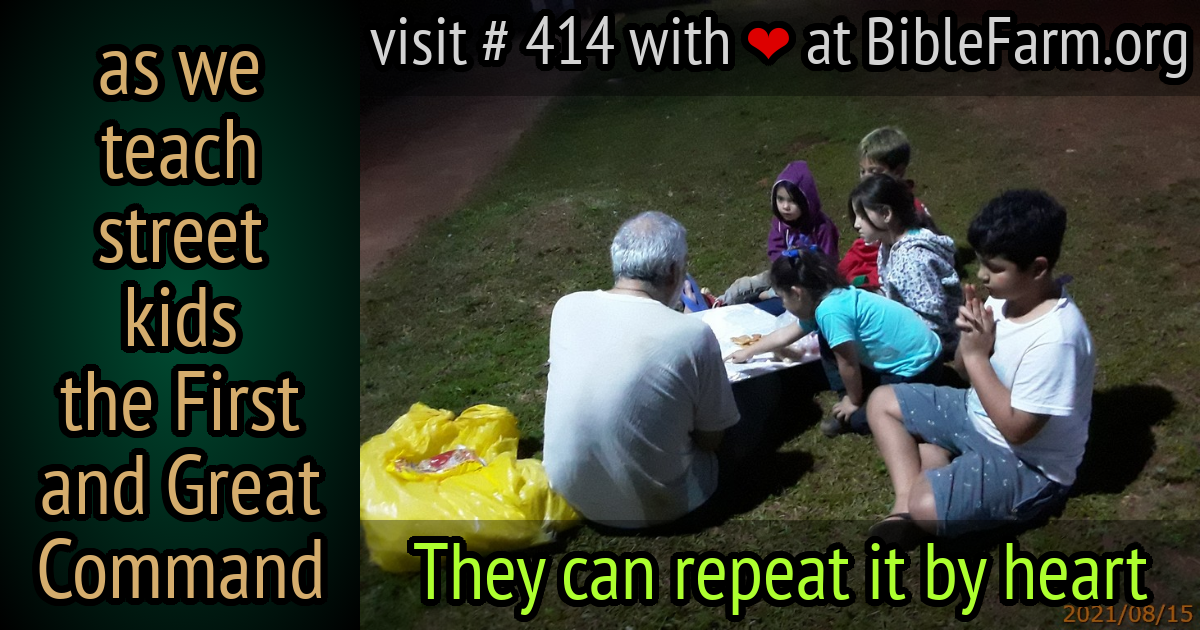 as we
teach
street
kids
the First
and Great
Command
visit # 414 with ❤ at BibleFarm.org
They can repeat it by heart
2021/08/15